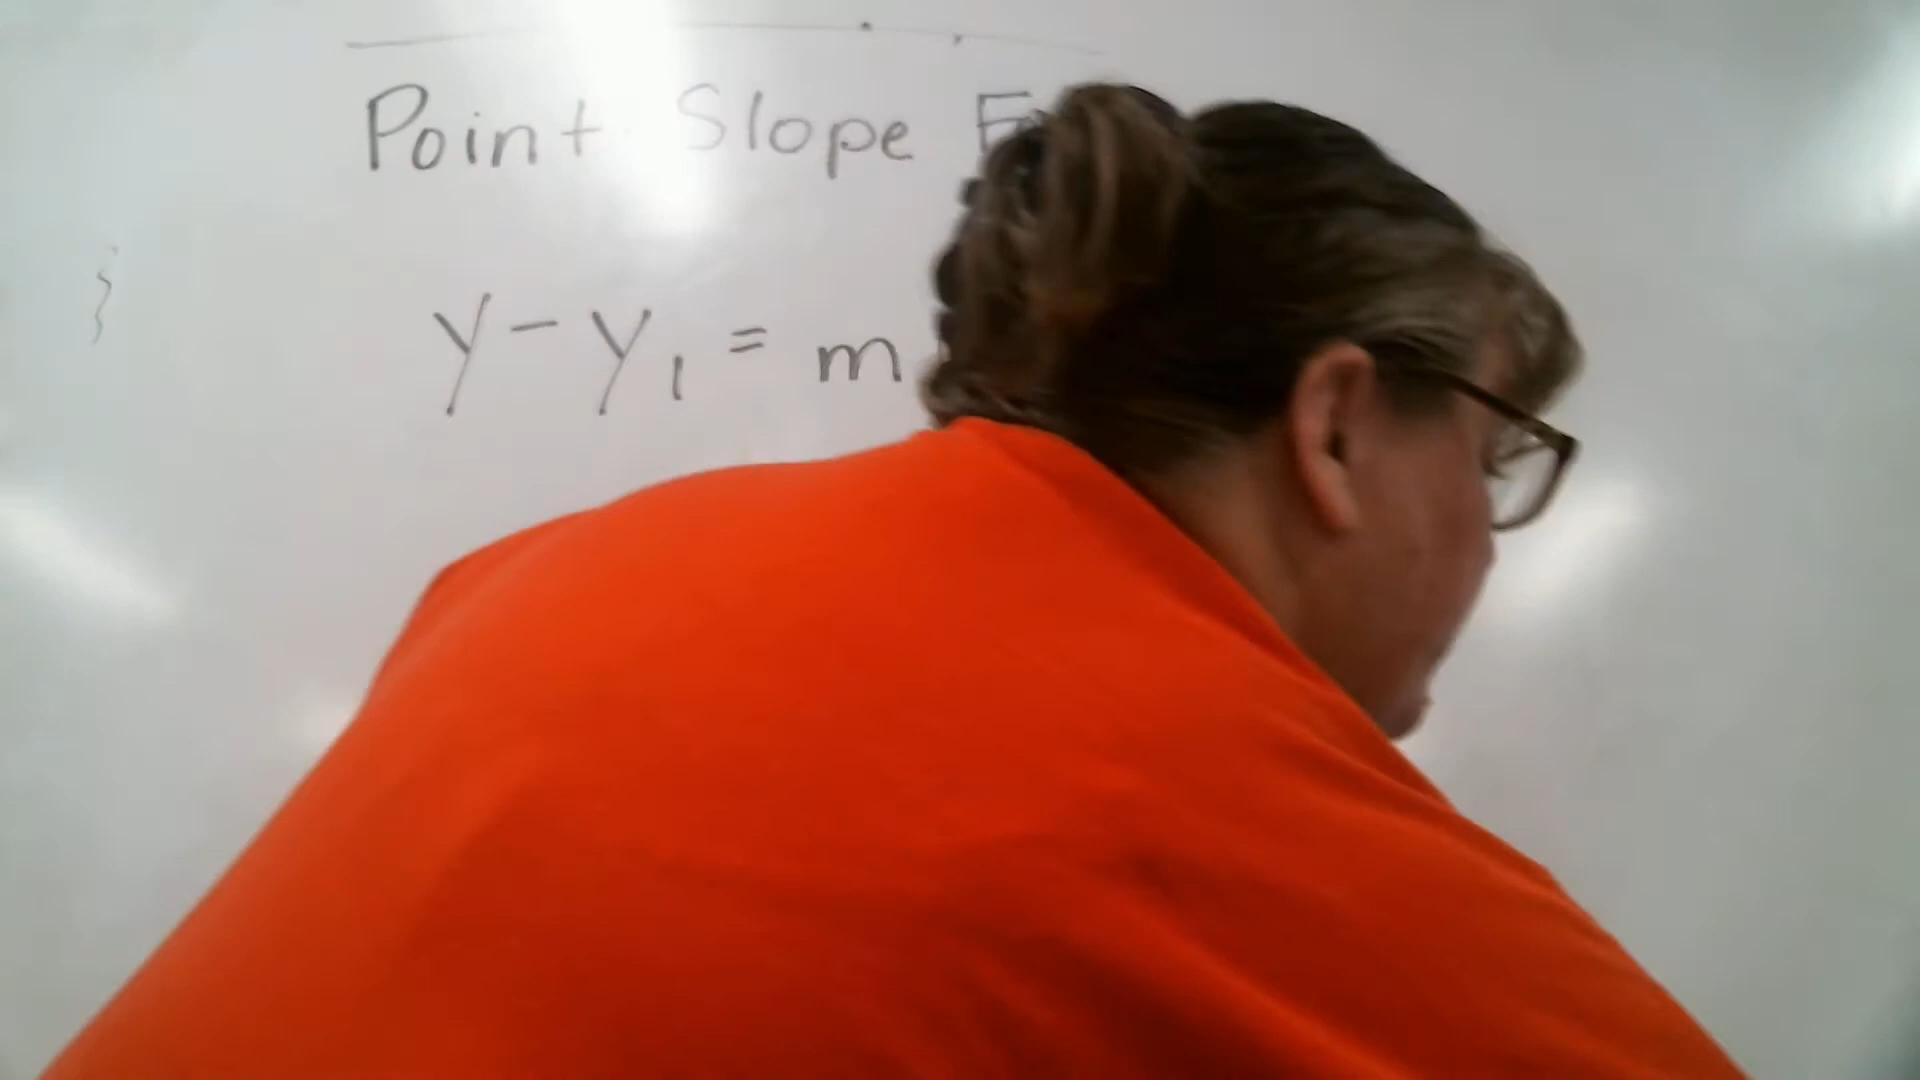 Point Slope
y - y₁ = m